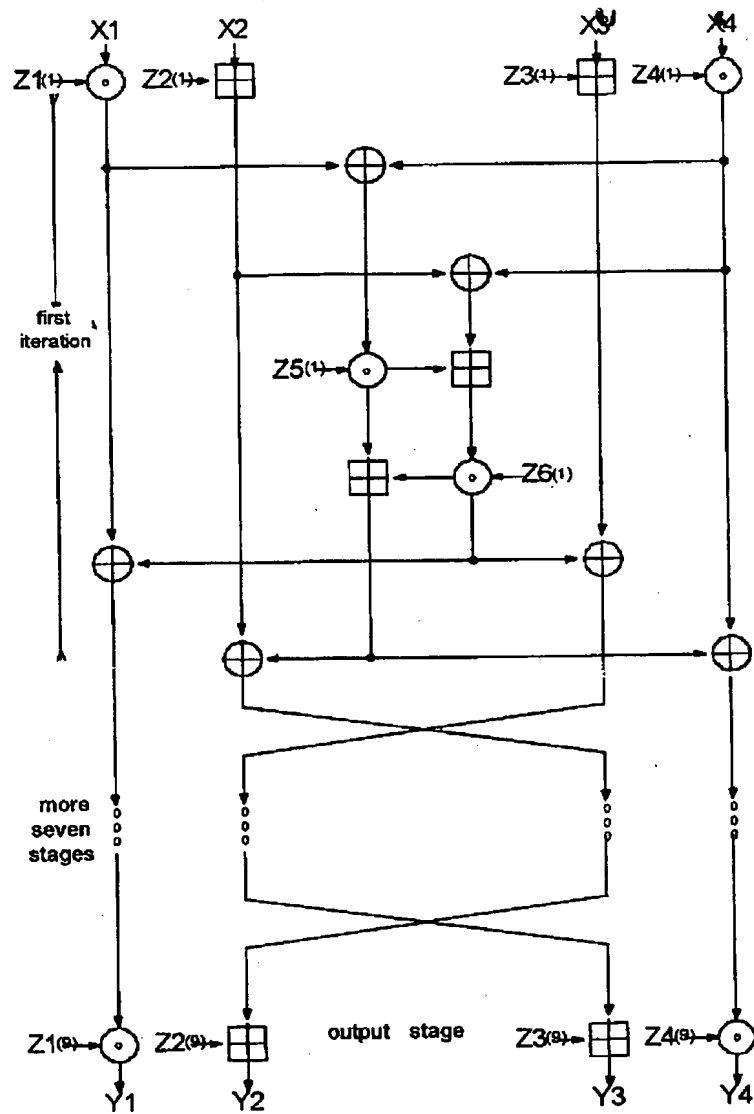 X1 X2 X3 X4
Z1(1) Z2(1) Z3(1) Z4(1)
first
iteration
Z5(1)
Z6(1)
more
seven
stages
output stage
Z1(9) Z2(9) Z3(9) Z4(9)
Y1 Y2 Y3 Y4